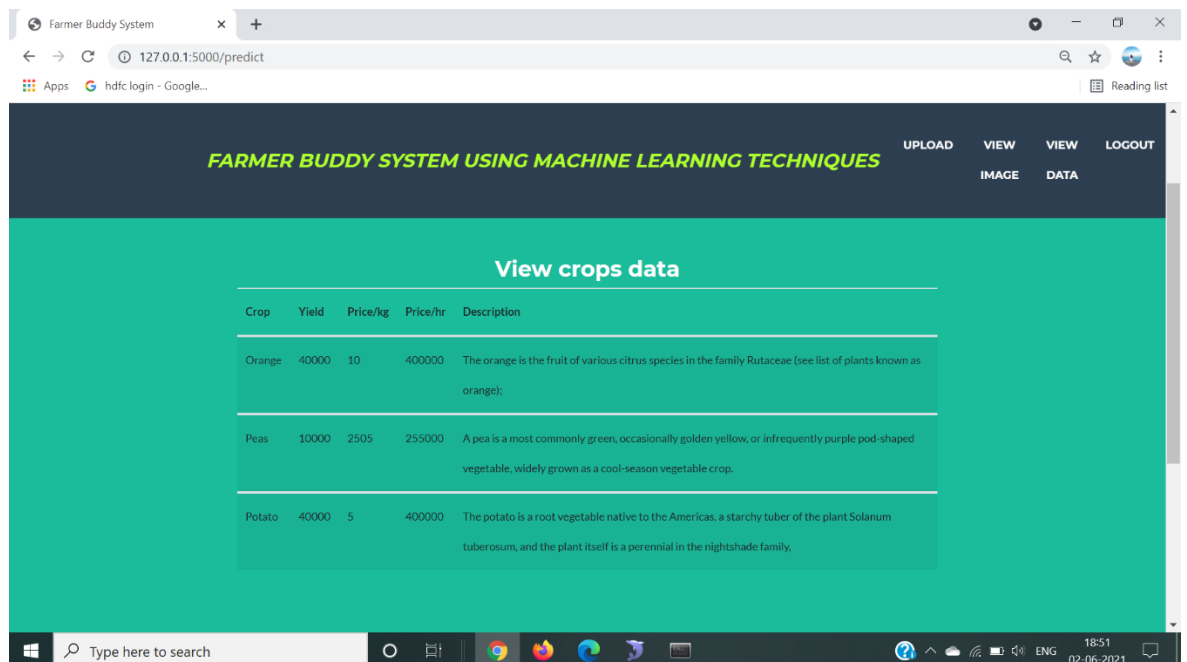 Farmer Buddy System
127.0.0.1:5000/predict
Apps hdfc login - Google...
Reading list
FARMER BUDDY SYSTEM USING MACHINE LEARNING TECHNIQUES
UPLOAD VIEW VIEW LOGOUT
IMAGE DATA
View crops data
Crop Yield Price/kg Price/hr Description
Orange 40000 10 400000 The orange is the fruit of various citrus species in the family Rutaceae (see list of plants known as
orange);
Peas 10000 2505 255000 A pea is a most commonly green, occasionally golden yellow, or infrequently purple pod-shaped
vegetable, widely grown as a cool-season vegetable crop.
Potato 40000 5 400000 The potato is a root vegetable native to the Americas, a starchy tuber of the plant Solanum
tuberosum, and the plant itself is a perennial in the nightshade family,
Type here to search
ENG
18:51
02-06-2021